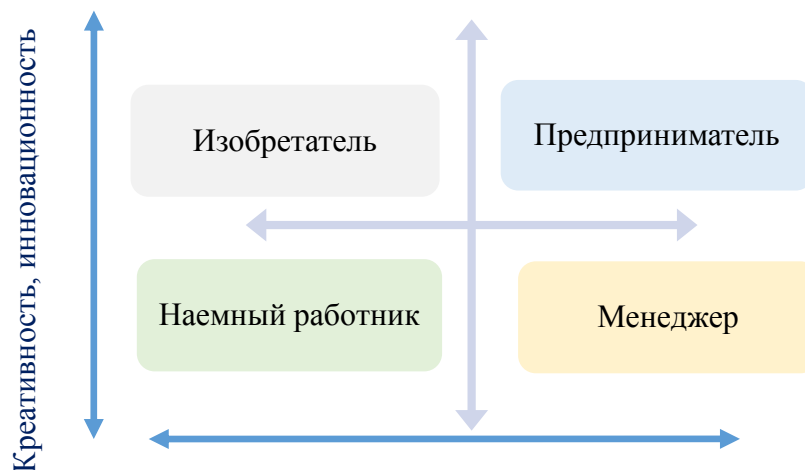 Креативность, инновационность
Изобретатель
Предприниматель
Наемный работник
Менеджер